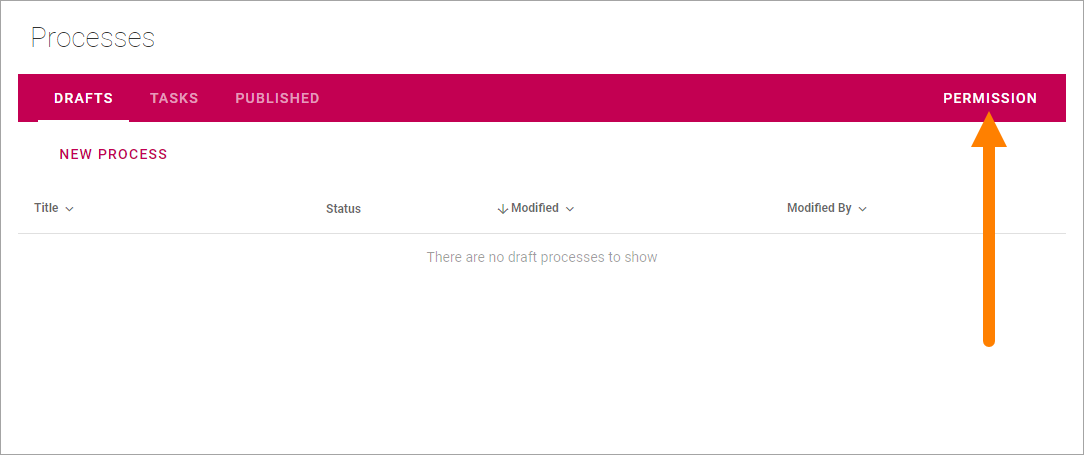 Processes
DRAFTS TASKS PUBLISHED PERMISSION
NEW PROCESS
Title Status Modified Modified By
There are no draft processes to show